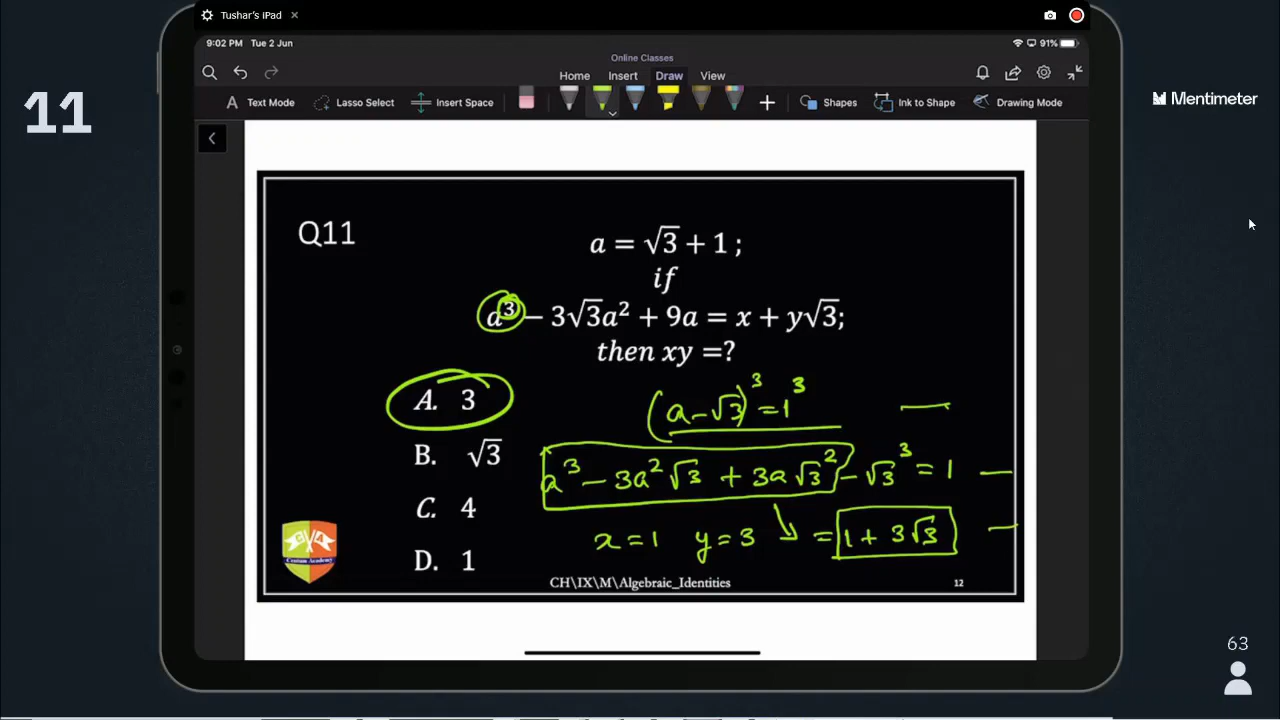 Tushar's iPad ×
9:02 PM Tue 2 Jun
91%
Online Classes
Home Insert Draw View
A Text Mode Lasso Select Insert Space Shapes Ink to Shape Drawing Mode
11
Mentimeter
Q11
a = √3 + 1 ;
if
a³ − 3√3a² + 9a = x + y√3;
then xy =?
A. 3
B. √3
C. 4
D. 1
(a − √3)³ = 1³
a³ − 3a²√3 + 3a√3² − √3³ = 1
x = 1 y = 3 = 1 + 3√3
Centum Academy
CH\IX\M\Algebraic_Identities
12
63